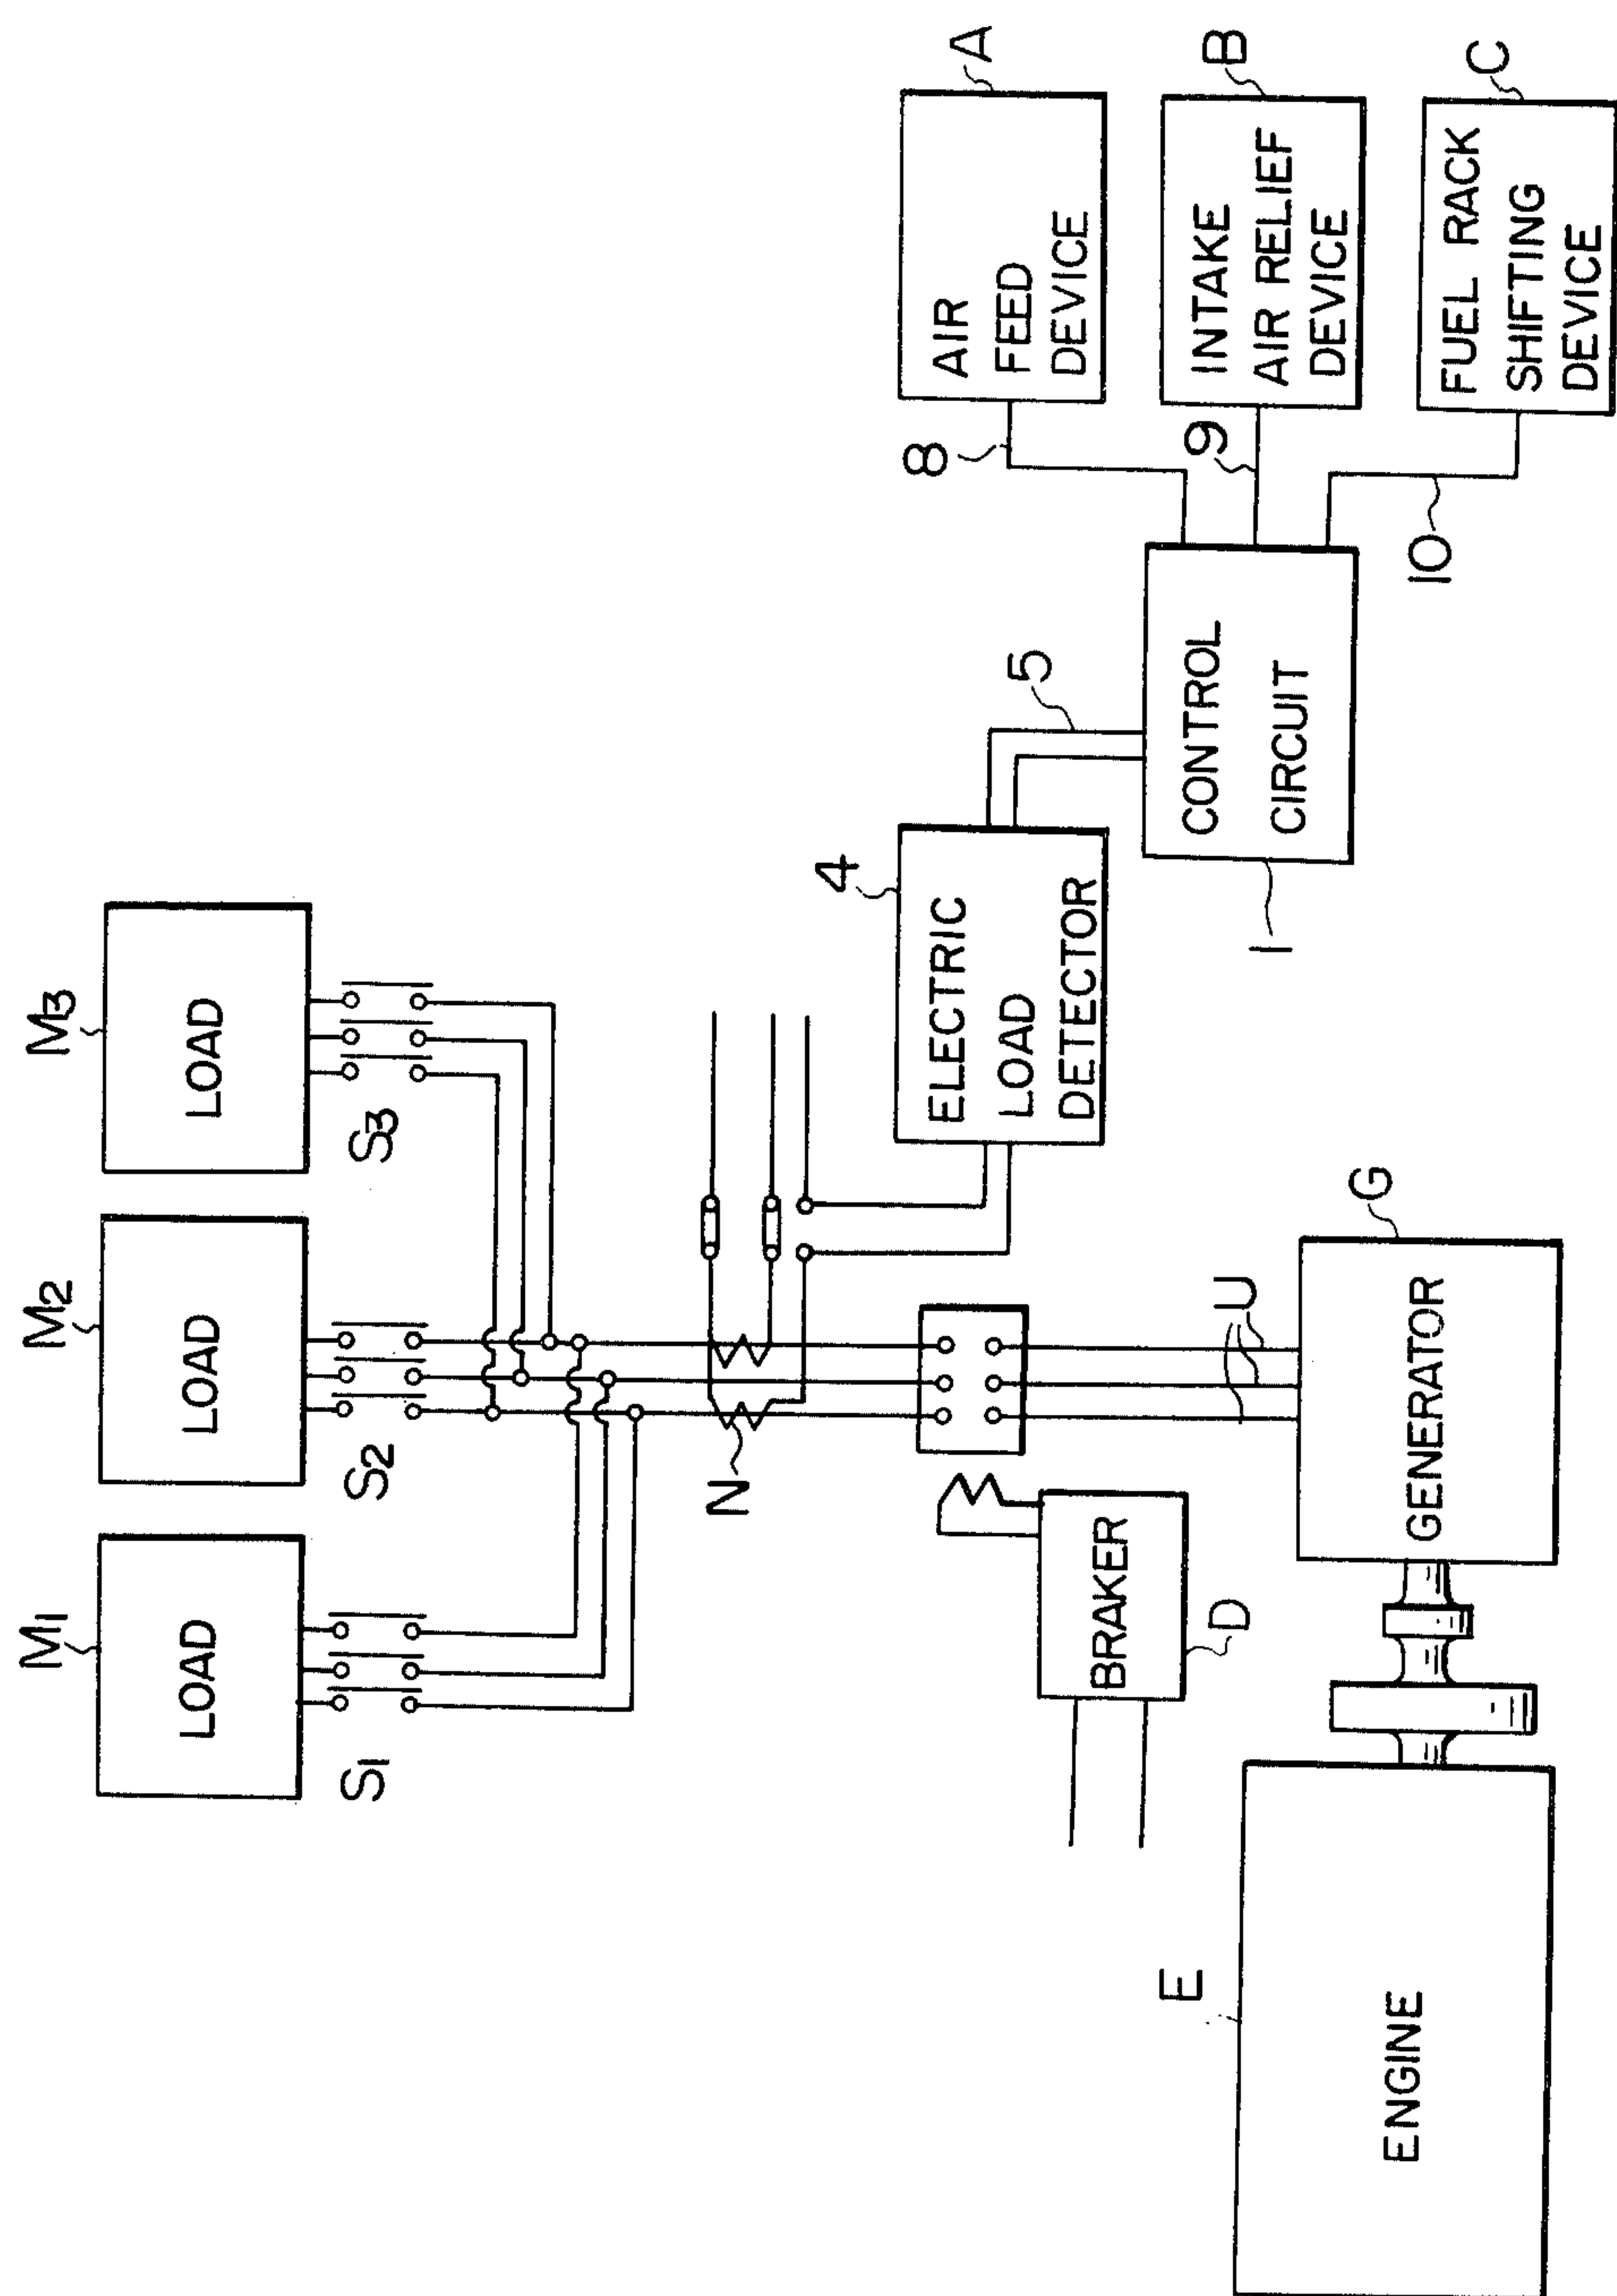 M1
LOAD
S1
M2
LOAD
S2
M3
LOAD
S3
N
4
ELECTRIC
LOAD
DETECTOR
5
CONTROL
CIRCUIT
1
8
AIR
FEED
DEVICE
A
9
INTAKE
AIR RELIEF
DEVICE
B
10
FUEL RACK
SHIFTING
DEVICE
C
BRAKER
D
U
GENERATOR
G
E
ENGINE